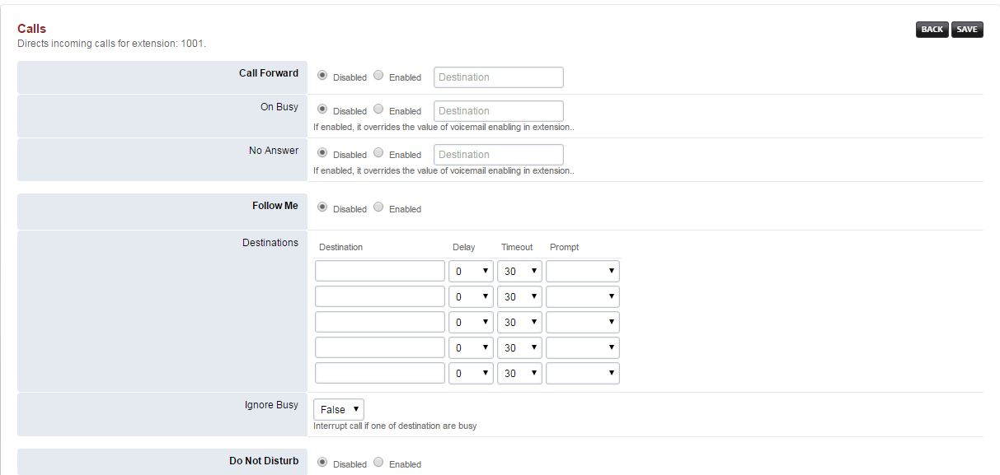 Calls
BACK SAVE
Directs incoming calls for extension: 1001.
Call Forward Disabled Enabled Destination
On Busy Disabled Enabled Destination
If enabled, it overrides the value of voicemail enabling in extension..
No Answer Disabled Enabled Destination
If enabled, it overrides the value of voicemail enabling in extension..
Follow Me Disabled Enabled
Destinations Destination Delay Timeout Prompt
0 30
0 30
0 30
0 30
0 30
Ignore Busy False
Interrupt call if one of destination are busy
Do Not Disturb Disabled Enabled